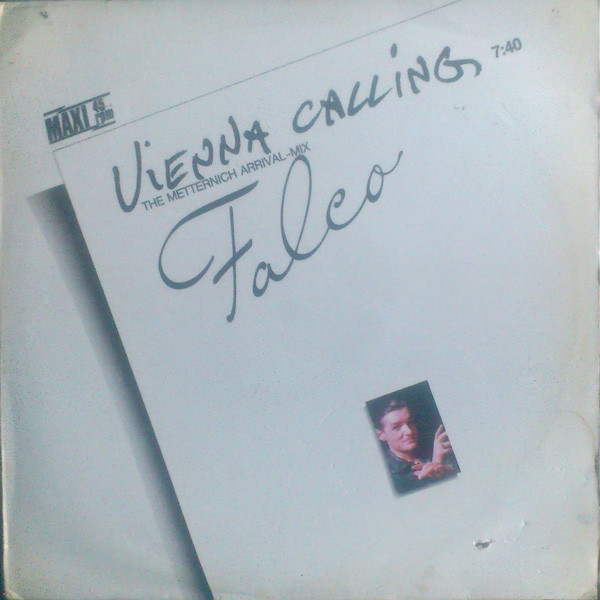 MAXI 45 rpm
VIENNA CALLING 7:40
THE METTERNICH ARRIVAL-MIX
Falco